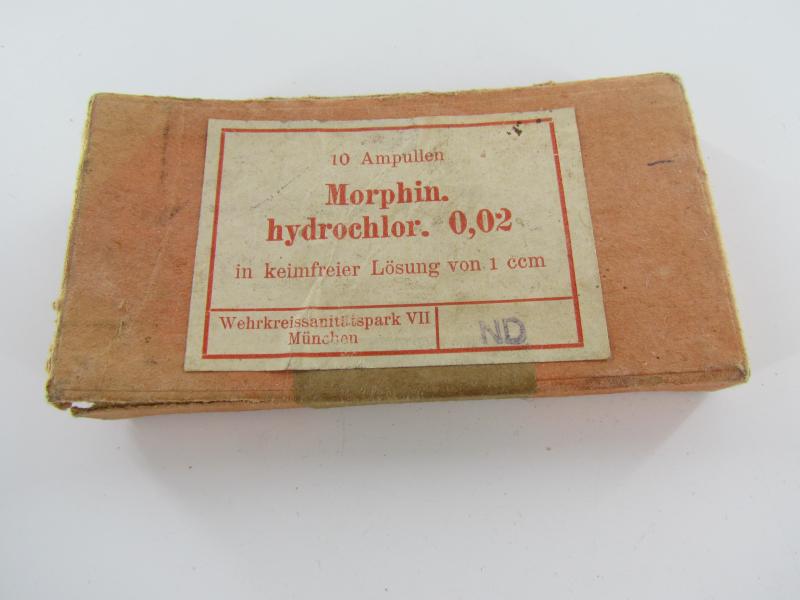 10 Ampullen
Morphin.
hydrochlor. 0,02
in keimfreier Lösung von 1 ccm
Wehrkreissanitätspark VII
München
ND